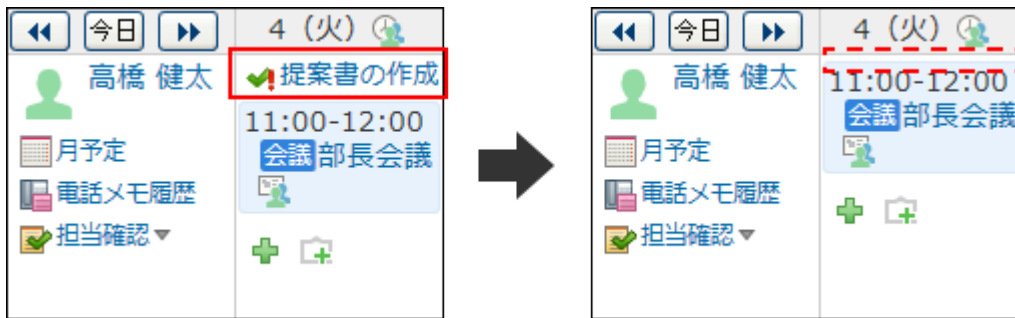 今日
4 (火)
高橋 健太
提案書の作成
11:00-12:00
会議 部長会議
月予定
電話メモ履歴
担当確認
今日
4 (火)
高橋 健太
11:00-12:00
会議 部長会議
月予定
電話メモ履歴
担当確認